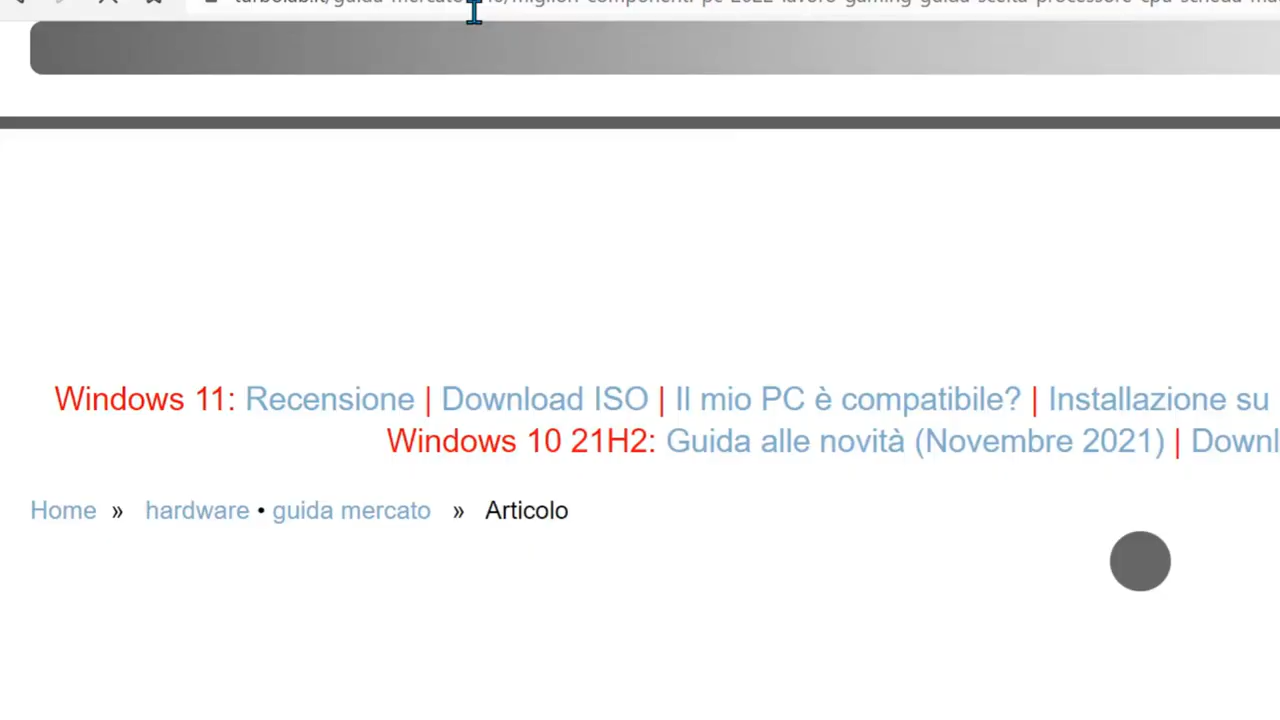 Windows 11: Recensione | Download ISO | Il mio PC è compatibile? | Installazione su
Windows 10 21H2: Guida alle novità (Novembre 2021) |
Home » hardware • guida mercato » Articolo